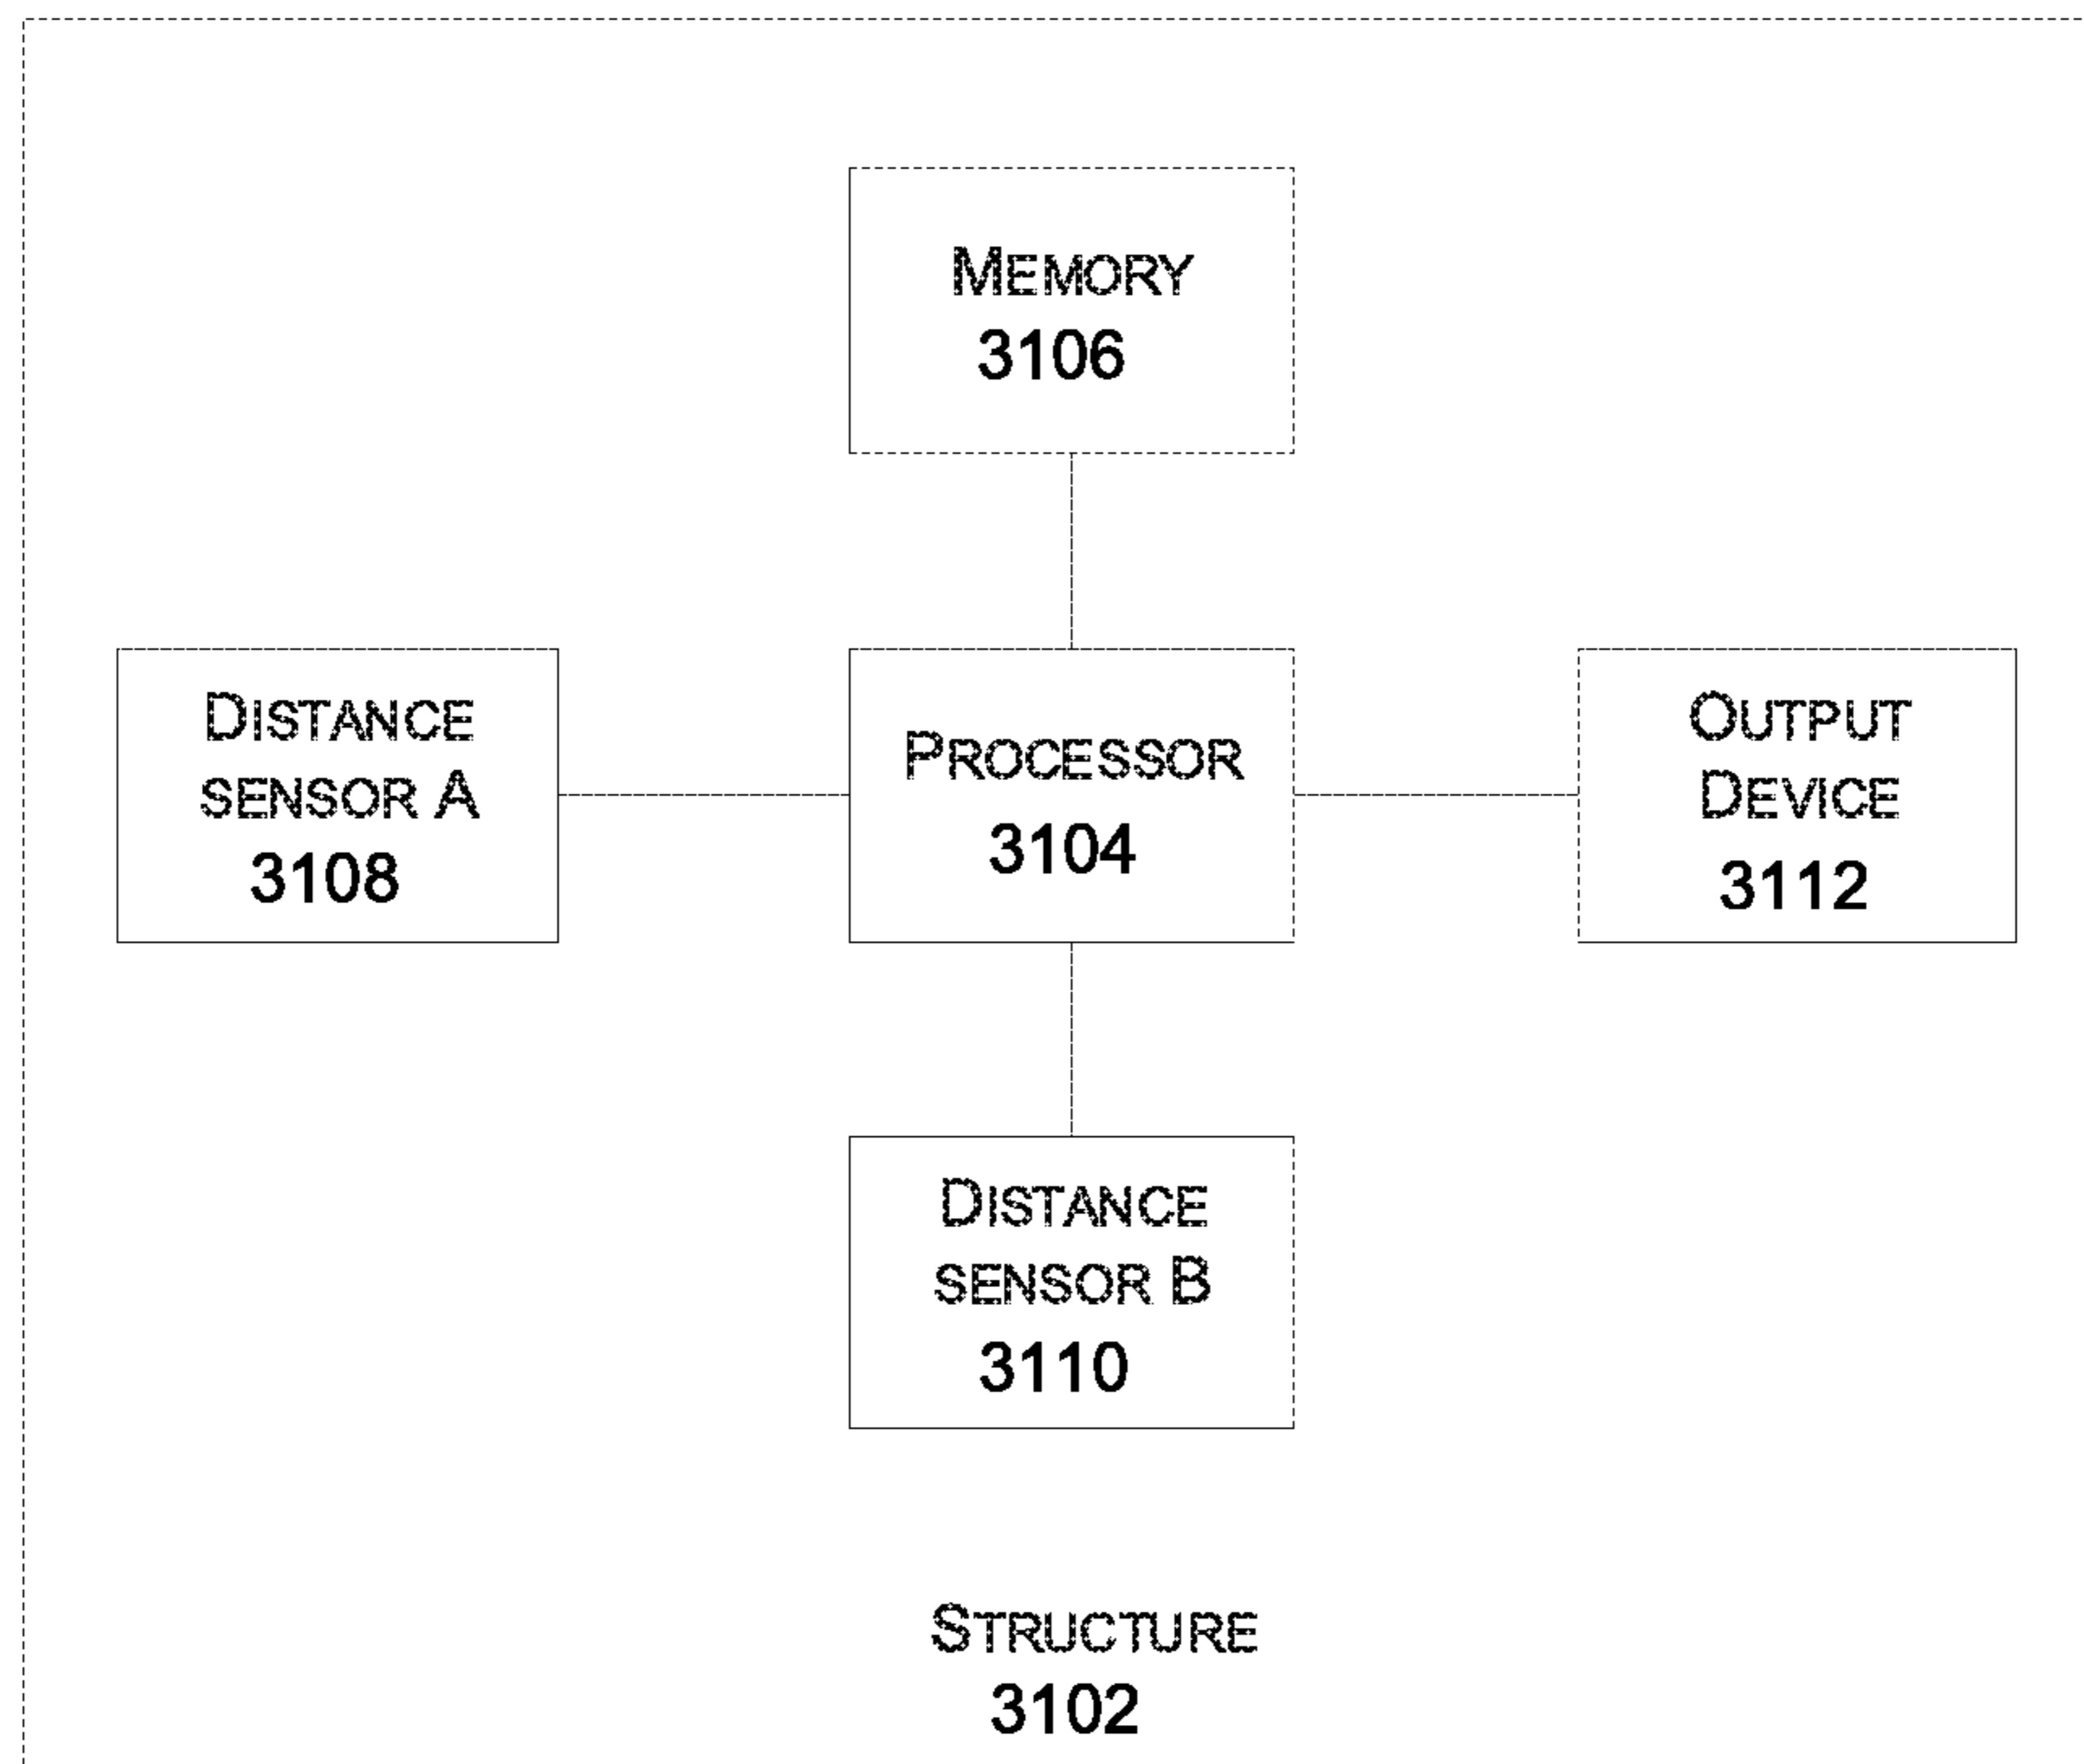 MEMORY
3106
DISTANCE
SENSOR A
3108
PROCESSOR
3104
OUTPUT
DEVICE
3112
DISTANCE
SENSOR B
3110
STRUCTURE
3102